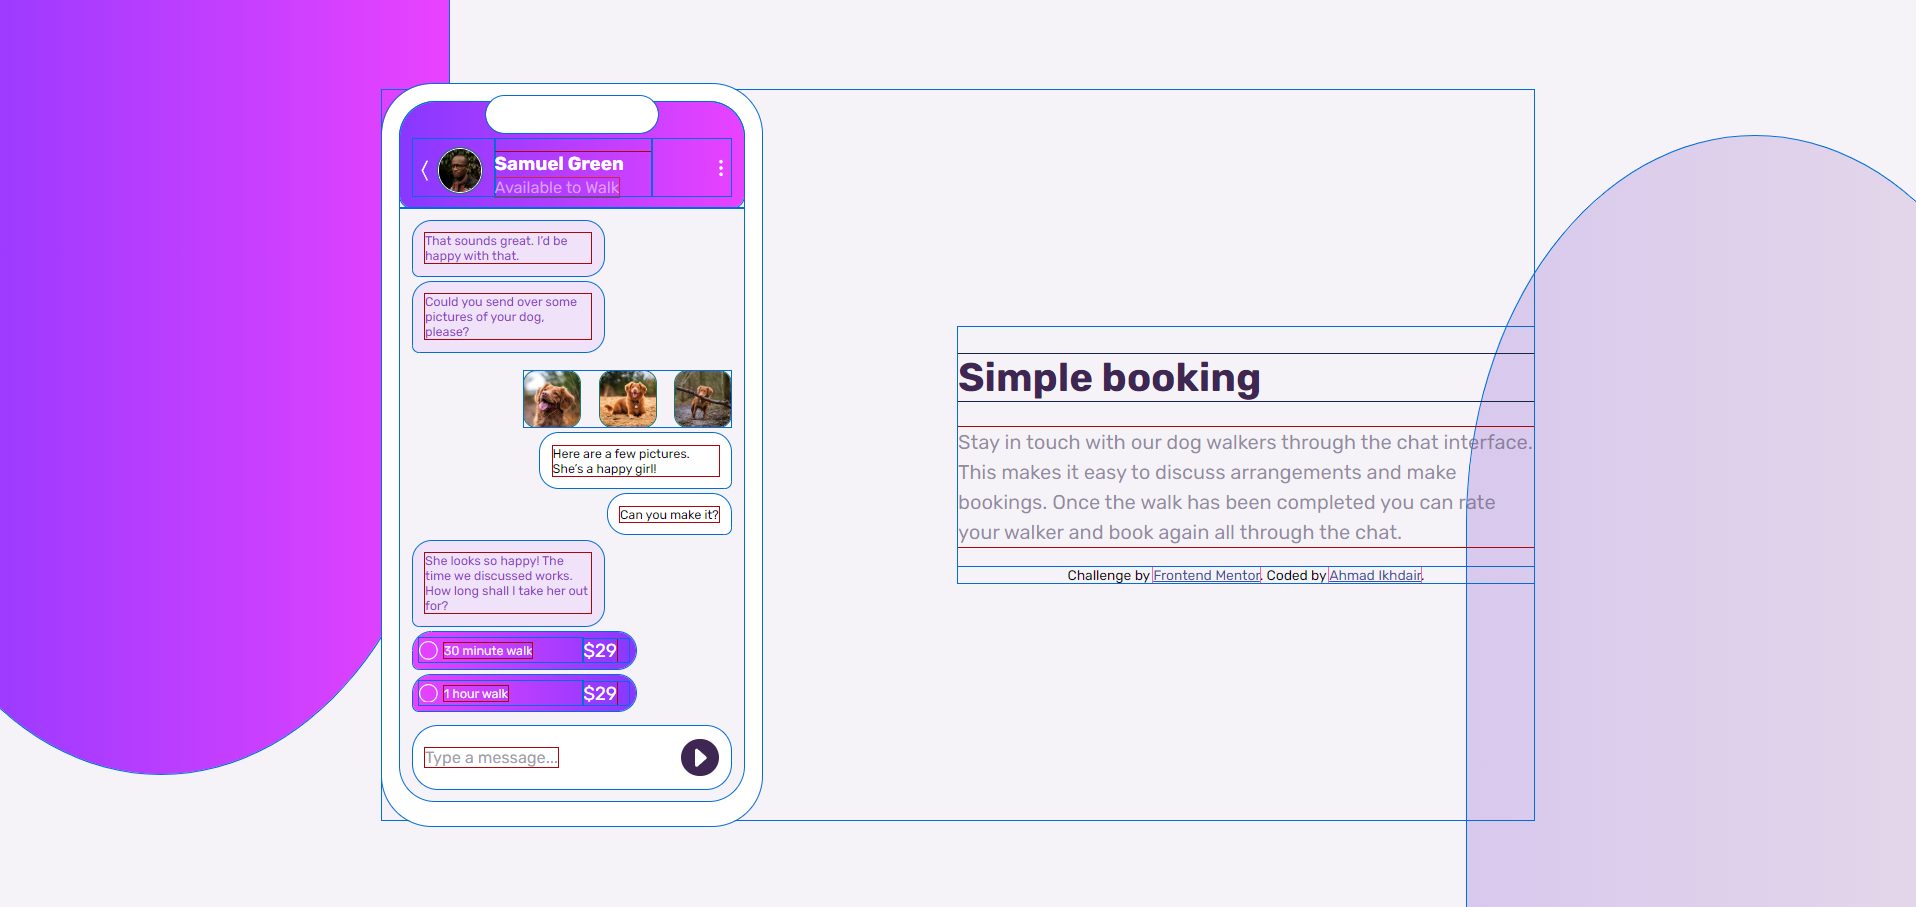 Samuel Green
Available to Walk
That sounds great. I'd be
happy with that.
Could you send over some
pictures of your dog,
please?
Here are a few pictures.
She's a happy girl!
Can you make it?
She looks so happy! The
time we discussed works.
How long shall I take her out
for?
30 minute walk $29
1 hour walk $29
Type a message...
Simple booking
Stay in touch with our dog walkers through the chat interface.
This makes it easy to discuss arrangements and make
bookings. Once the walk has been completed you can rate
your walker and book again all through the chat.
Challenge by Frontend Mentor. Coded by Ahmad Ikhdair.